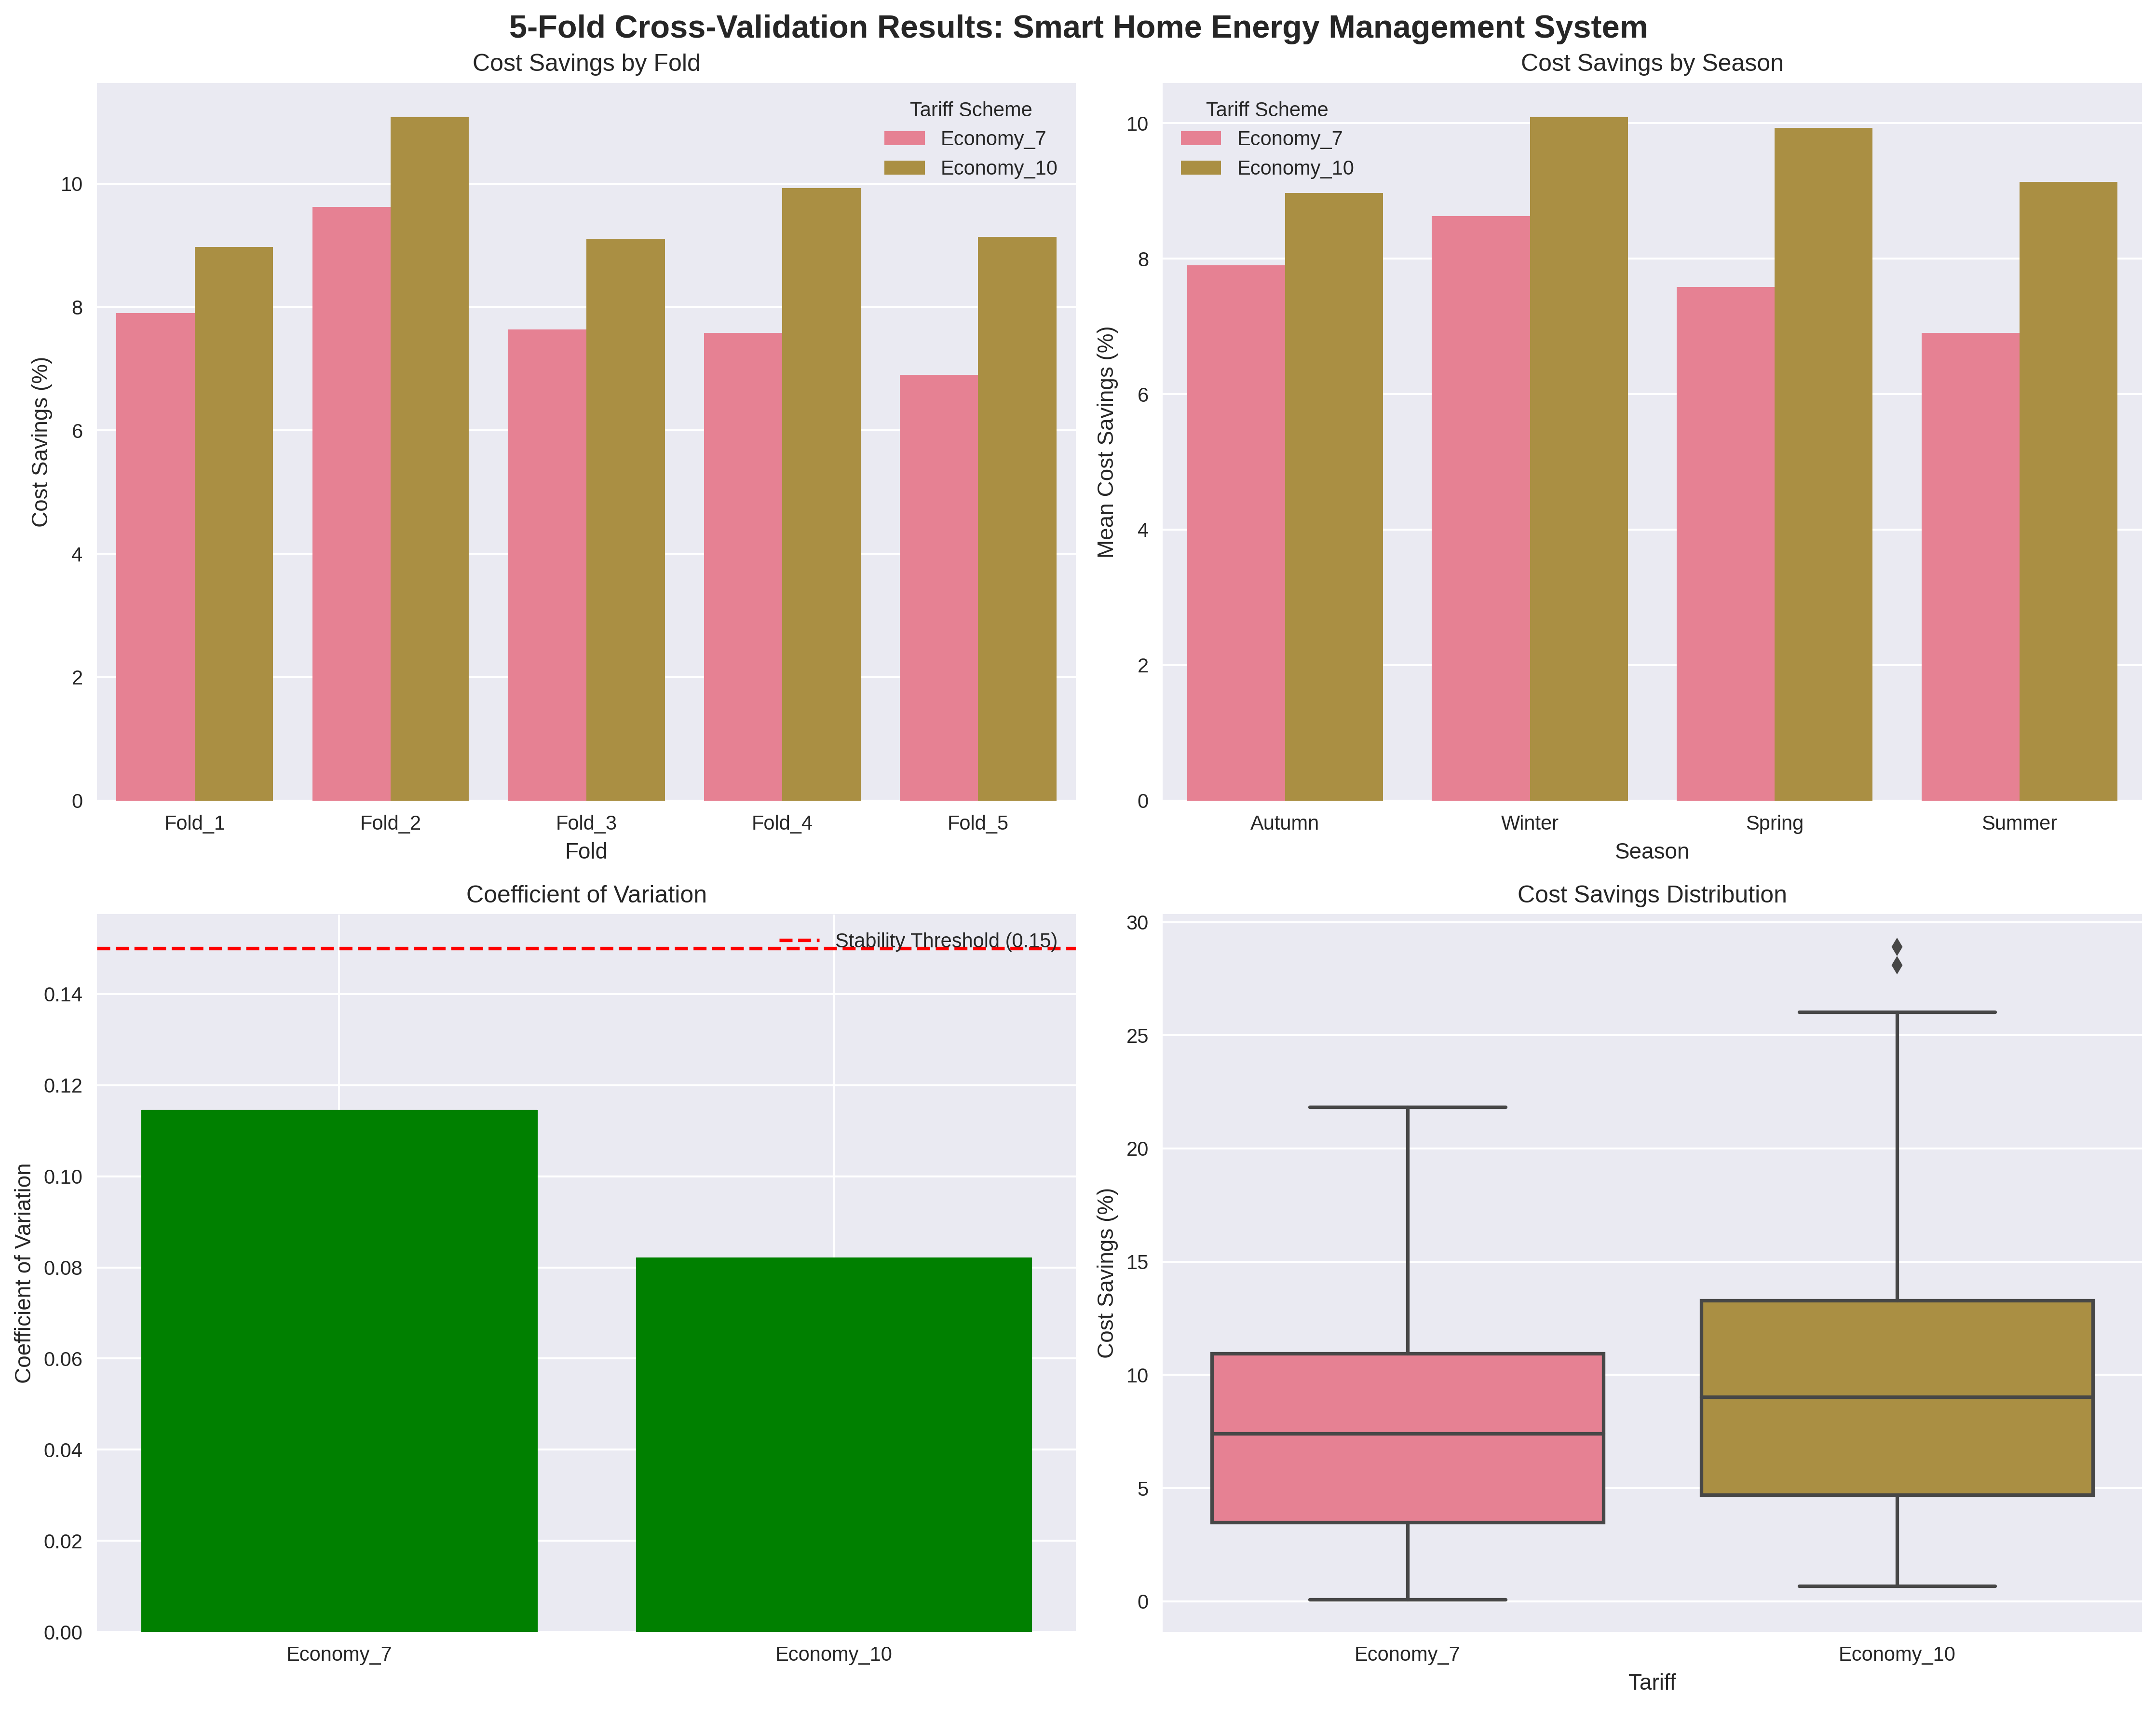 5-Fold Cross-Validation Results: Smart Home Energy Management System
Cost Savings by Fold
Tariff Scheme
Economy_7
Economy_10
Cost Savings (%)
10
8
6
4
2
0
Fold_1
Fold_2
Fold_3
Fold_4
Fold_5
Fold
Cost Savings by Season
Tariff Scheme
Economy_7
Economy_10
Mean Cost Savings (%)
10
8
6
4
2
0
Autumn
Winter
Spring
Summer
Season
Coefficient of Variation
Stability Threshold (0.15)
Coefficient of Variation
0.14
0.12
0.10
0.08
0.06
0.04
0.02
0.00
Economy_7
Economy_10
Cost Savings Distribution
Cost Savings (%)
30
25
20
15
10
5
0
Economy_7
Economy_10
Tariff